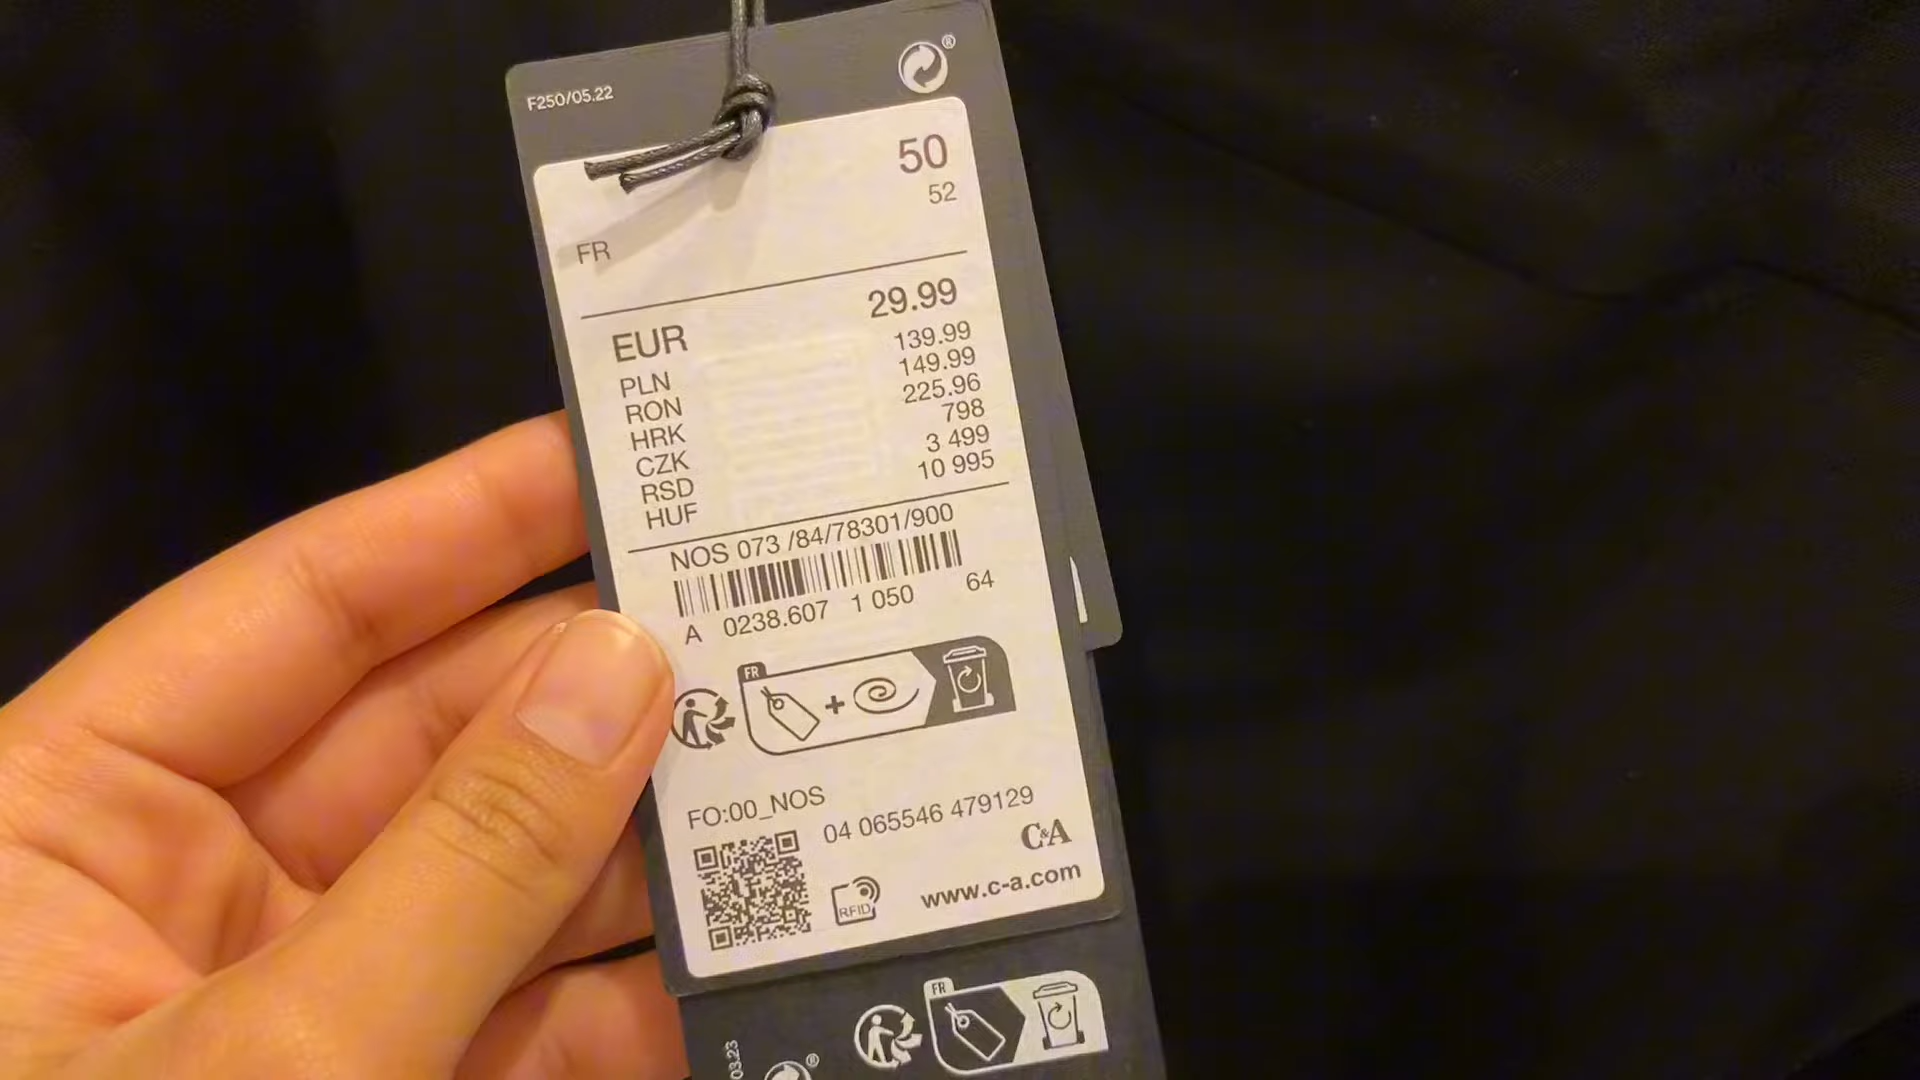 F250/05.22
®
50
52
FR
EUR 29.99
PLN 139.99
RON 149.99
HRK 225.96
CZK 798
RSD 3 499
HUF 10 995
NOS 073 /84/78301/900
A 0238.607 1 050 64
FR
+
FO:00_NOS
04 065546 479129
C&A
RFID
www.c-a.com
FR
03.23
®